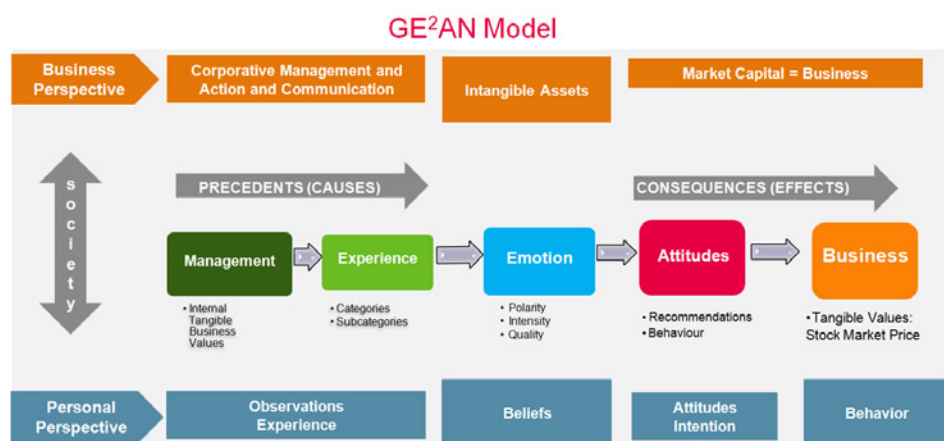 GE²AN Model
Business
Perspective
Corporative Management and
Action and Communication
Intangible Assets
Market Capital = Business
society
PRECEDENTS (CAUSES)
CONSEQUENCES (EFFECTS)
Management
Experience
Emotion
Attitudes
Business
• Internal
Tangible
Business
Values
• Categories
• Subcategories
• Polarity
• Intensity
• Quality
• Recommendations
• Behaviour
• Tangible Values:
Stock Market Price
Personal
Perspective
Observations
Experience
Beliefs
Attitudes
Intention
Behavior